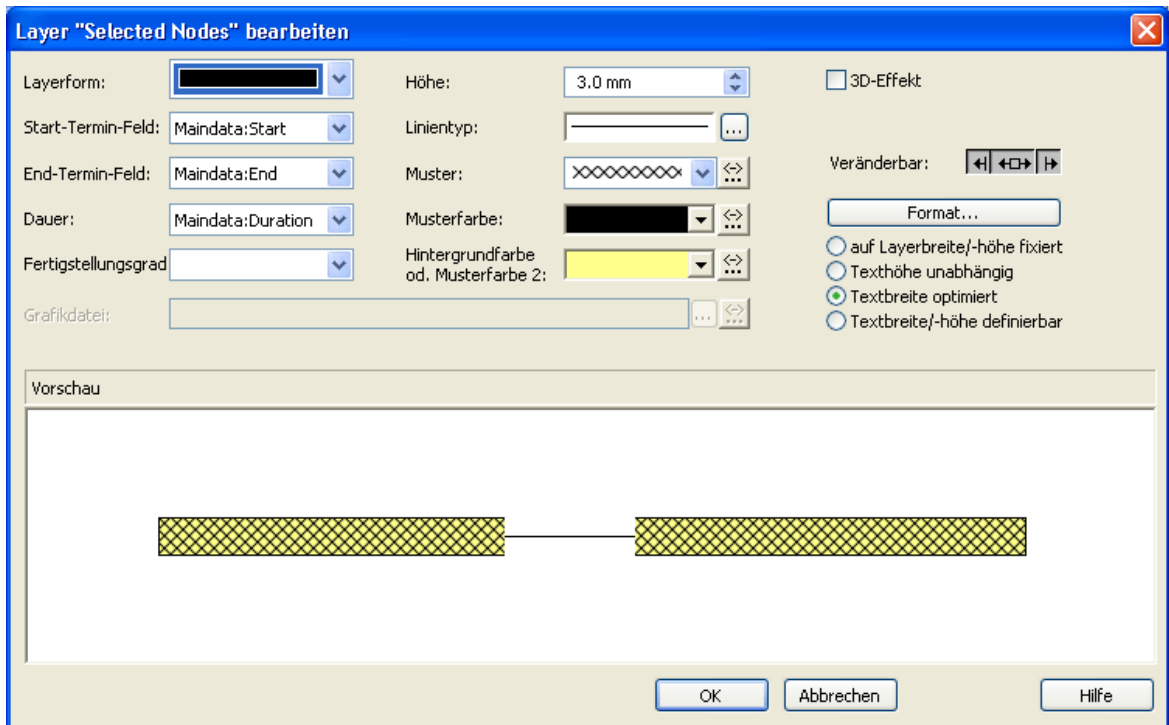 Layer "Selected Nodes" bearbeiten
Layerform:
Start-Termin-Feld: Maindata:Start
End-Termin-Feld: Maindata:End
Dauer: Maindata:Duration
Fertigstellungsgrad
Grafikdatei:
Höhe: 3.0 mm
Linientyp: ...
Muster:
Musterfarbe:
Hintergrundfarbe
od. Musterfarbe 2:
3D-Effekt
Veränderbar:
Format...
auf Layerbreite/-höhe fixiert
Texthöhe unabhängig
Textbreite optimiert
Textbreite/-höhe definierbar
Vorschau
OK Abbrechen Hilfe